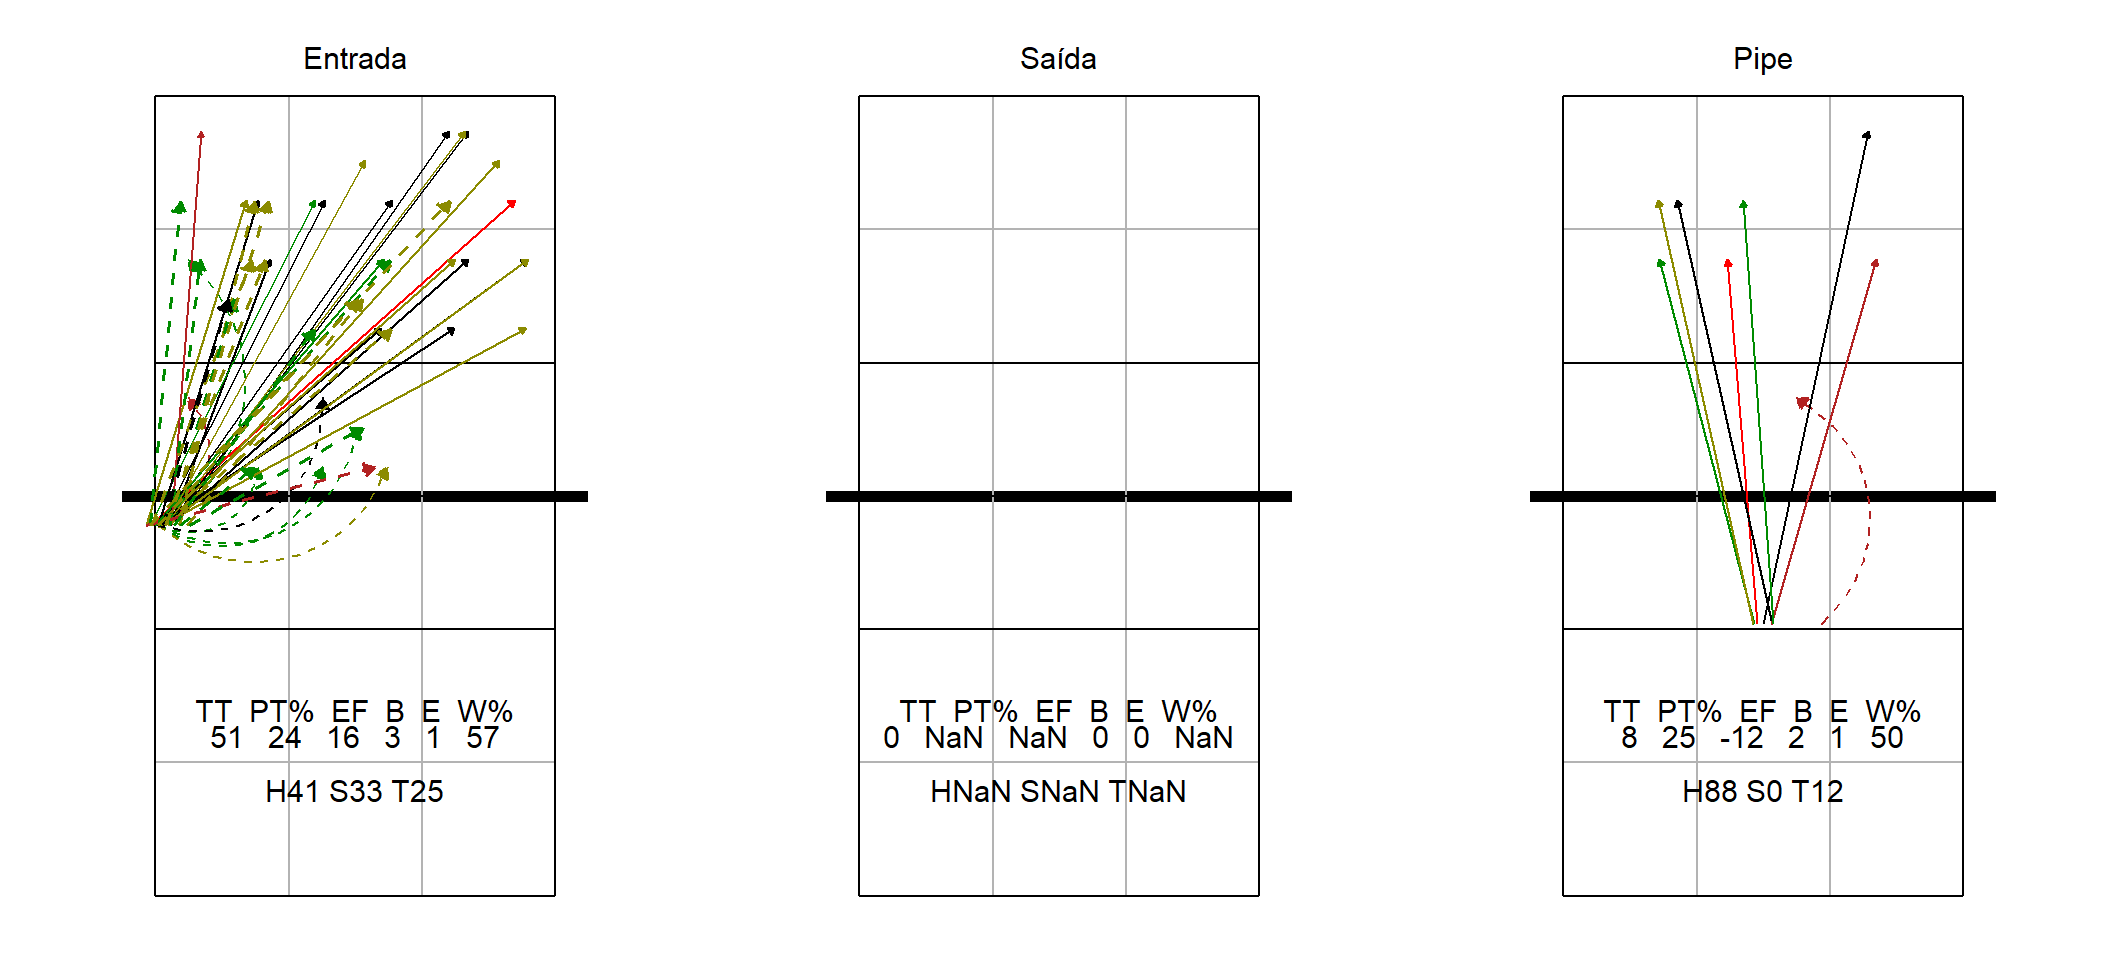 Entrada
TT PT% EF B E W%
51 24 16 3 1 57
H41 S33 T25
Saída
TT PT% EF B E W%
0 NaN NaN 0 0 NaN
HNaN SNaN TNaN
Pipe
TT PT% EF B E W%
8 25 -12 2 1 50
H88 S0 T12